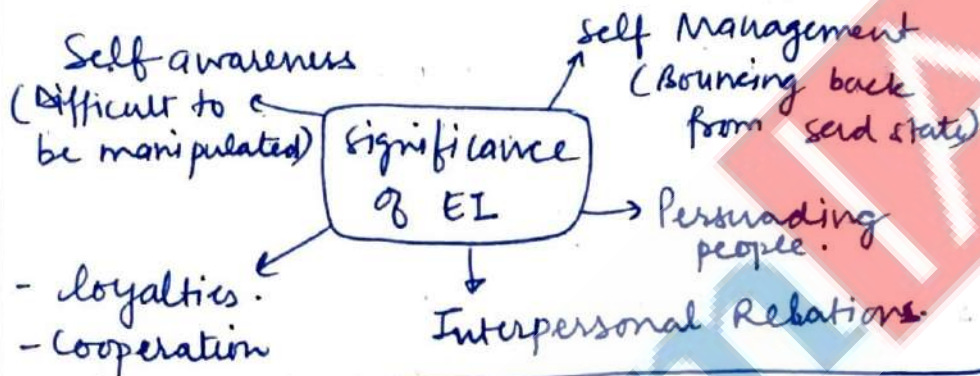 Self awareness
(Difficult to
be manipulated)
Self Management
(Bouncing back
from sad state)
Significance
of EI
Persuading
people.
- loyalties.
- Cooperation
Interpersonal Relations.